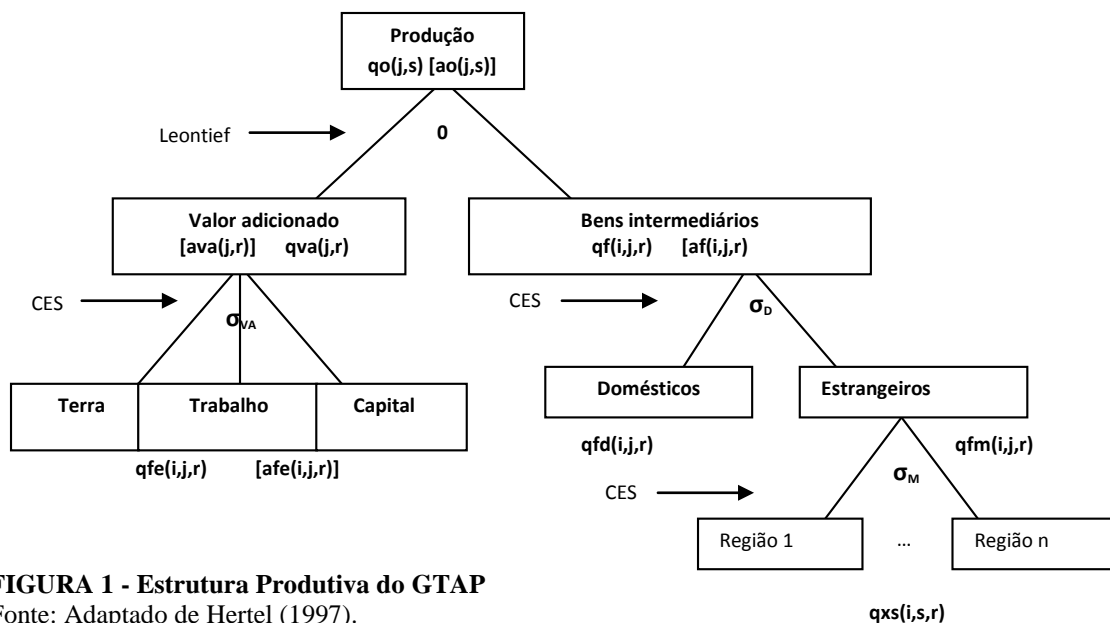 Produção
qo(j,s) [ao(j,s)]
Leontief
0
Valor adicionado
[ava(j,r)] qva(j,r)
Bens intermediários
qf(i,j,r) [af(i,j,r)]
CES
σVA
CES
σD
Terra
Trabalho
Capital
Domésticos
Estrangeiros
qfe(i,j,r) [afe(i,j,r)]
qfd(i,j,r)
qfm(i,j,r)
CES
σM
Região 1
...
Região n
FIGURA 1 - Estrutura Produtiva do GTAP
Fonte: Adaptado de Hertel (1997).
qxs(i,s,r)